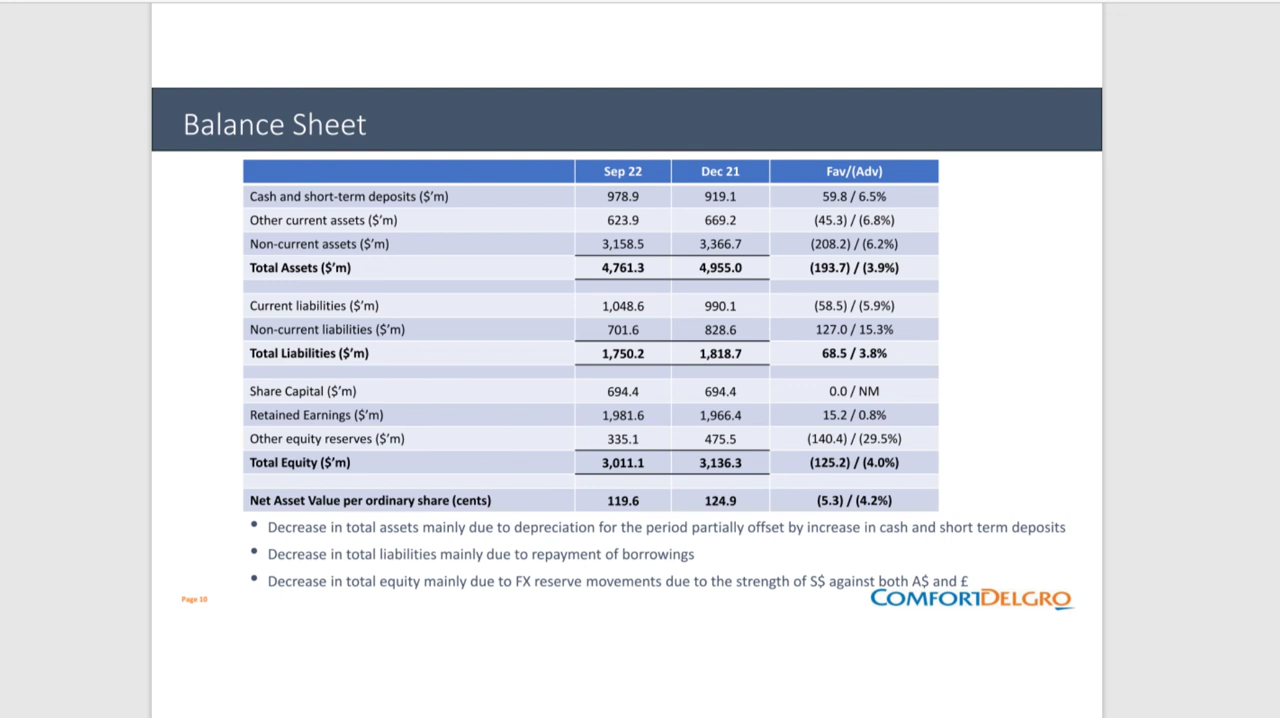 Balance Sheet
Sep 22 Dec 21 Fav/(Adv)
Cash and short-term deposits ($'m) 978.9 919.1 59.8 / 6.5%
Other current assets ($'m) 623.9 669.2 (45.3) / (6.8%)
Non-current assets ($'m) 3,158.5 3,366.7 (208.2) / (6.2%)
Total Assets ($'m) 4,761.3 4,955.0 (193.7) / (3.9%)
Current liabilities ($'m) 1,048.6 990.1 (58.5) / (5.9%)
Non-current liabilities ($'m) 701.6 828.6 127.0 / 15.3%
Total Liabilities ($'m) 1,750.2 1,818.7 68.5 / 3.8%
Share Capital ($'m) 694.4 694.4 0.0 / NM
Retained Earnings ($'m) 1,981.6 1,966.4 15.2 / 0.8%
Other equity reserves ($'m) 335.1 475.5 (140.4) / (29.5%)
Total Equity ($'m) 3,011.1 3,136.3 (125.2) / (4.0%)
Net Asset Value per ordinary share (cents) 119.6 124.9 (5.3) / (4.2%)
• Decrease in total assets mainly due to depreciation for the period partially offset by increase in cash and short term deposits
• Decrease in total liabilities mainly due to repayment of borrowings
• Decrease in total equity mainly due to FX reserve movements due to the strength of S$ against both A$ and £
Page 10
COMFORTDELGRO